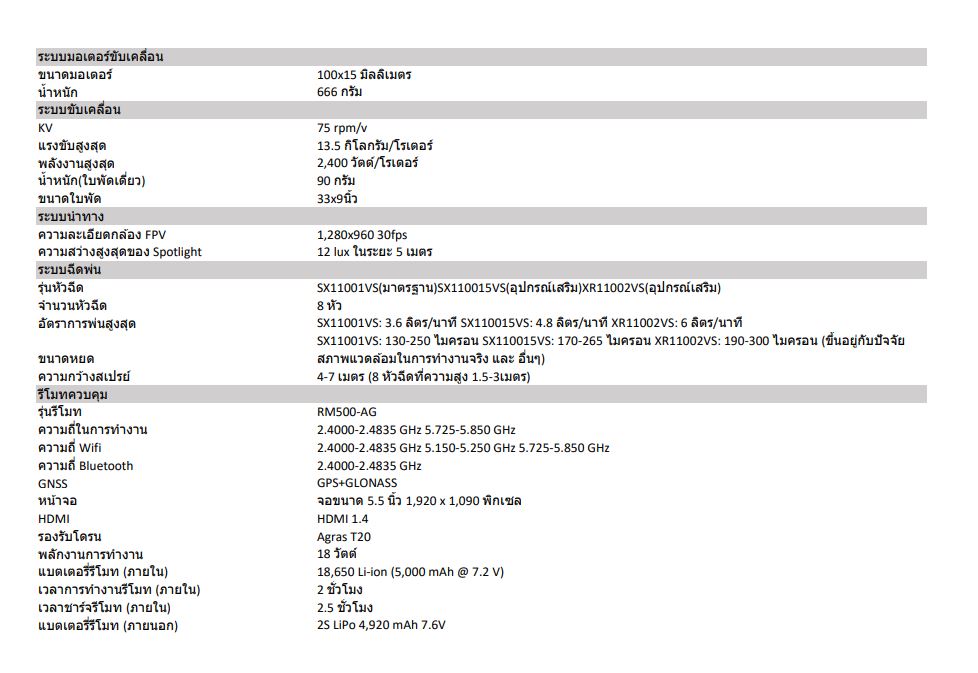 ระบบมอเตอร์ขับเคลื่อน
ขนาดมอเตอร์ 100x15 มิลลิเมตร
น้ำหนัก 666 กรัม
ระบบขับเคลื่อน
KV 75 rpm/v
แรงขับสูงสุด 13.5 กิโลกรัม/โรเตอร์
พลังงานสูงสุด 2,400 วัตต์/โรเตอร์
น้ำหนัก(ใบพัดเดี่ยว) 90 กรัม
ขนาดใบพัด 33x9นิ้ว
ระบบนำทาง
ความละเอียดกล้อง FPV 1,280x960 30fps
ความสว่างสูงสุดของ Spotlight 12 lux ในระยะ 5 เมตร
ระบบฉีดพ่น
รุ่นหัวฉีด SX11001VS(มาตรฐาน)SX110015VS(อุปกรณ์เสริม)XR11002VS(อุปกรณ์เสริม)
จำนวนหัวฉีด 8 หัว
อัตราการพ่นสูงสุด SX11001VS: 3.6 ลิตร/นาที SX110015VS: 4.8 ลิตร/นาที XR11002VS: 6 ลิตร/นาที
SX11001VS: 130-250 ไมครอน SX110015VS: 170-265 ไมครอน XR11002VS: 190-300 ไมครอน (ขึ้นอยู่กับปัจจัย
ขนาดหยด สภาพแวดล้อมในการทำงานจริง และ อื่นๆ)
ความกว้างสเปรย์ 4-7 เมตร (8 หัวฉีดที่ความสูง 1.5-3เมตร)
รีโมทควบคุม
รุ่นรีโมท RM500-AG
ความถี่ในการทำงาน 2.4000-2.4835 GHz 5.725-5.850 GHz
ความถี่ Wifi 2.4000-2.4835 GHz 5.150-5.250 GHz 5.725-5.850 GHz
ความถี่ Bluetooth 2.4000-2.4835 GHz
GNSS GPS+GLONASS
หน้าจอ จอขนาด 5.5 นิ้ว 1,920 x 1,090 พิกเซล
HDMI HDMI 1.4
รองรับโดรน Agras T20
พลักงานการทำงาน 18 วัตต์
แบตเตอรี่รีโมท (ภายใน) 18,650 Li-ion (5,000 mAh @ 7.2 V)
เวลาการทำงานรีโมท (ภายใน) 2 ชั่วโมง
เวลาชาร์จรีโมท (ภายใน) 2.5 ชั่วโมง
แบตเตอรี่รีโมท (ภายนอก) 2S LiPo 4,920 mAh 7.6V